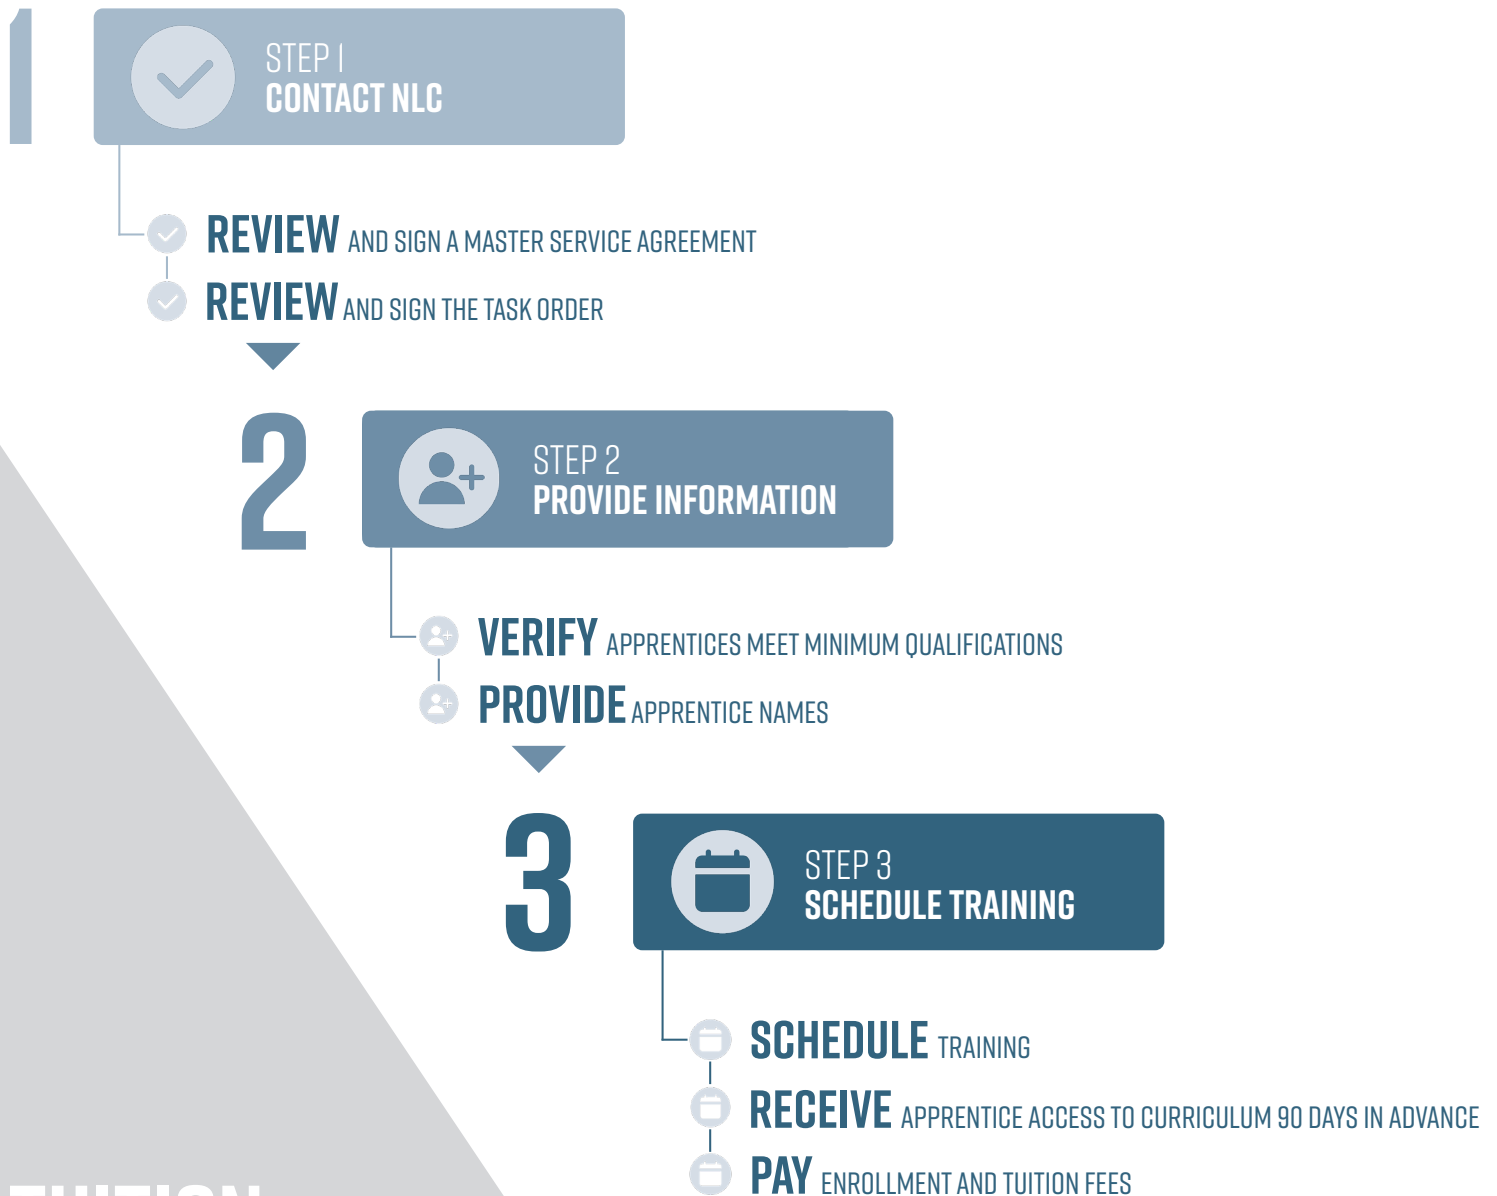 1
STEP 1
CONTACT NLC
REVIEW AND SIGN A MASTER SERVICE AGREEMENT
REVIEW AND SIGN THE TASK ORDER
2
STEP 2
PROVIDE INFORMATION
VERIFY APPRENTICES MEET MINIMUM QUALIFICATIONS
PROVIDE APPRENTICE NAMES
3
STEP 3
SCHEDULE TRAINING
SCHEDULE TRAINING
RECEIVE APPRENTICE ACCESS TO CURRICULUM 90 DAYS IN ADVANCE
PAY ENROLLMENT AND TUITION FEES
TUITION